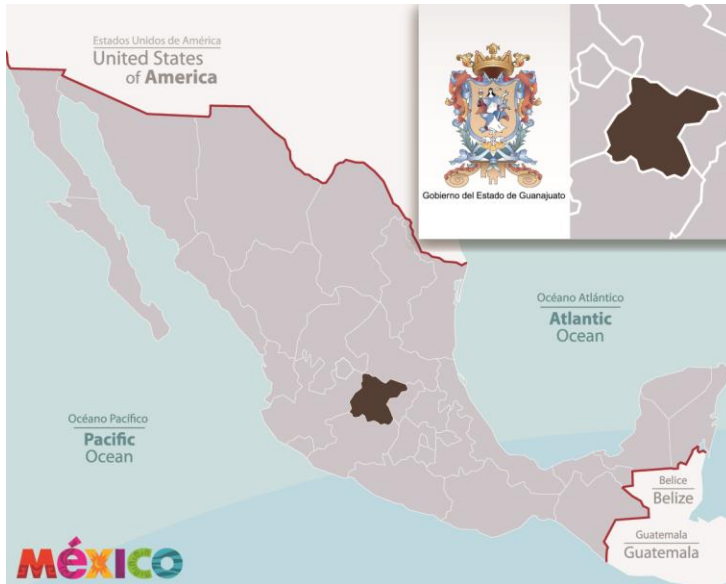 Estados Unidos de América
United States
of America
Gobierno del Estado de Guanajuato
Océano Atlántico
Atlantic
Ocean
Océano Pacífico
Pacific
Ocean
Belice
Belize
Guatemala
Guatemala
méxico